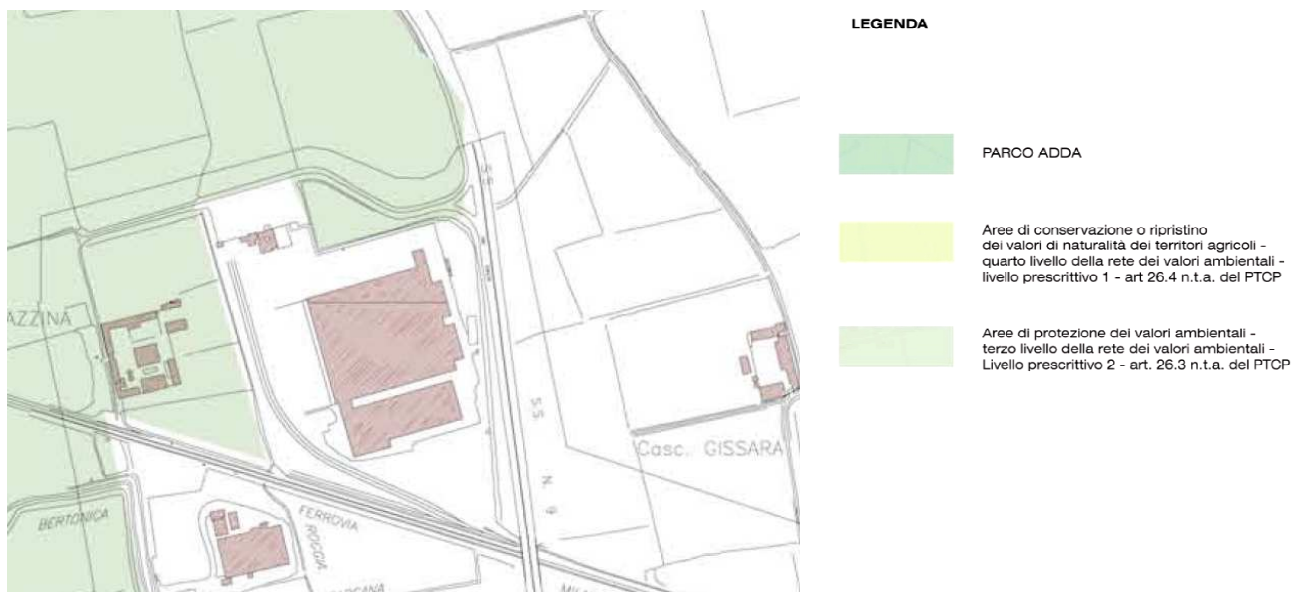 LEGENDA
PARCO ADDA
Aree di conservazione o ripristino
dei valori di naturalità dei territori agricoli -
quarto livello della rete dei valori ambientali -
livello prescrittivo 1 - art 26.4 n.t.a. del PTCP
Aree di protezione dei valori ambientali -
terzo livello della rete dei valori ambientali -
Livello prescrittivo 2 - art. 26.3 n.t.a. del PTCP
S.S.
AZZINA
S.S.
N. 9
Casc. GISSARA
BERTONICA
FERROVIA
ROGGIA